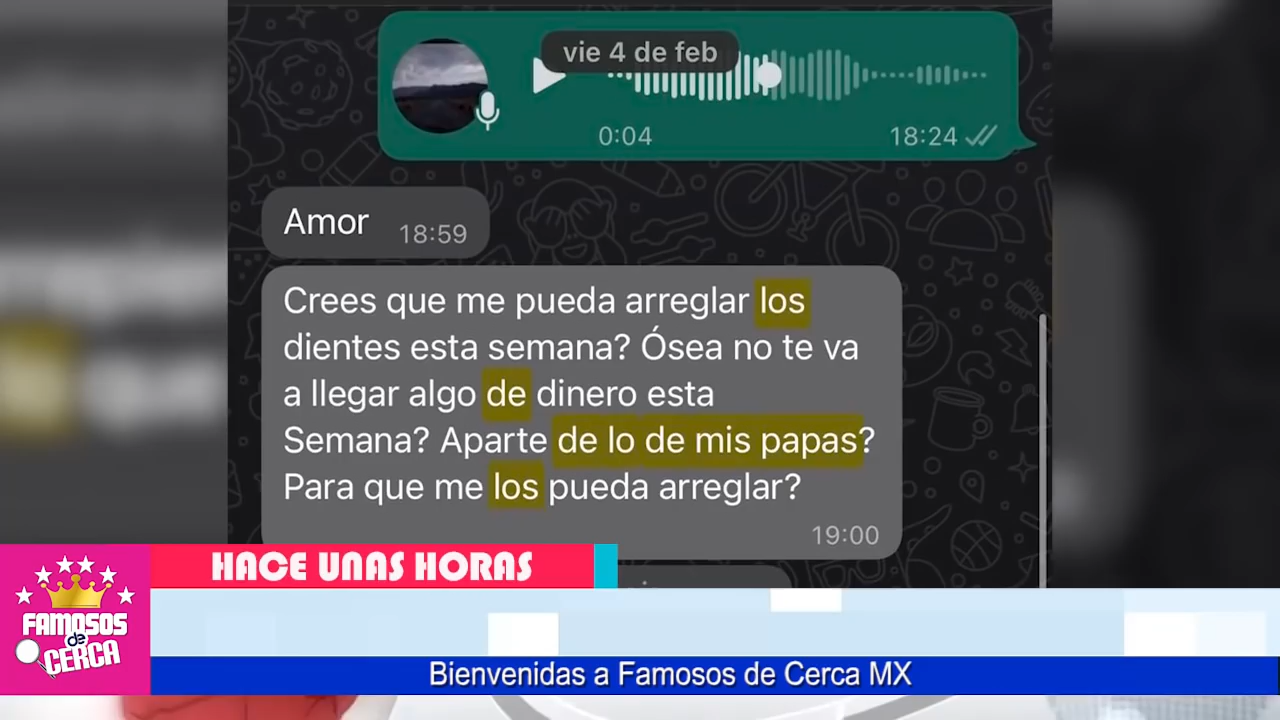 vie 4 de feb
0:04
18:24
Amor
18:59
Crees que me pueda arreglar los
dientes esta semana? Ósea no te va
a llegar algo de dinero esta
Semana? Aparte de lo de mis papas?
Para que me los pueda arreglar?
19:00
HACE UNAS HORAS
FAMOSOS
de
CERCA
Bienvenidas a Famosos de Cerca MX